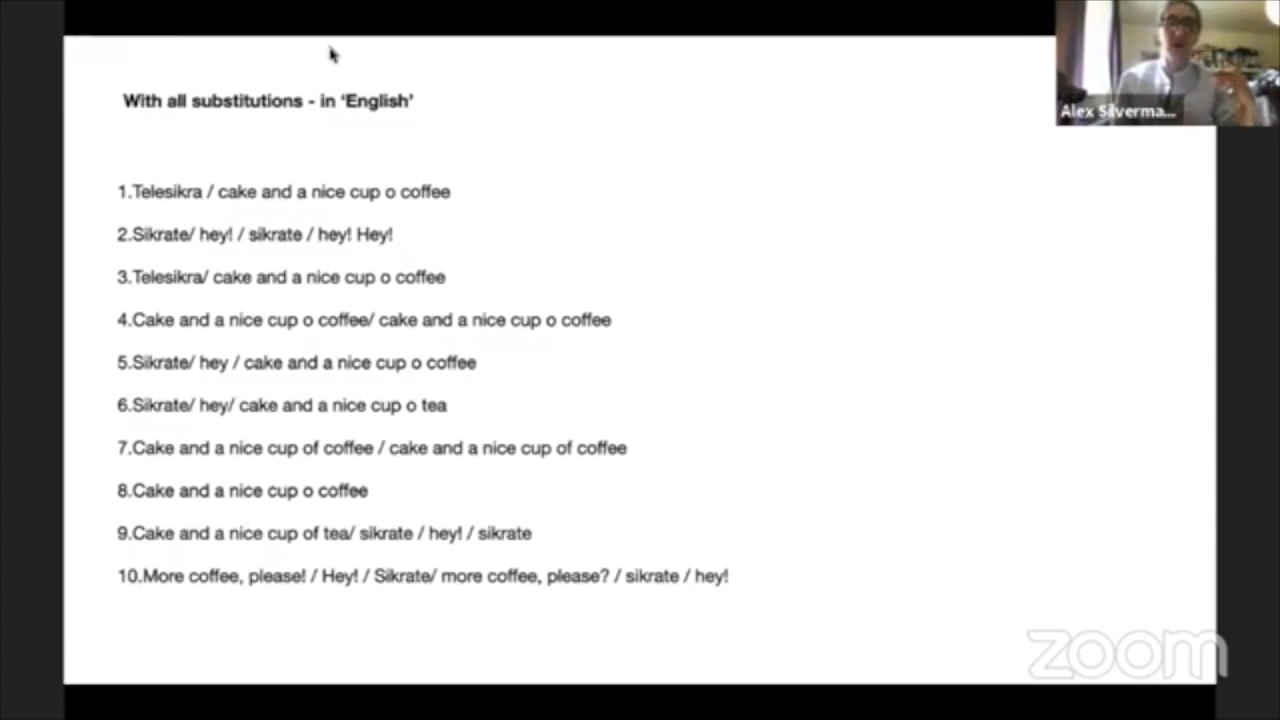 With all substitutions - in ‘English’
1.Telesikra / cake and a nice cup o coffee
2.Sikrate/ hey! / sikrate / hey! Hey!
3.Telesikra/ cake and a nice cup o coffee
4.Cake and a nice cup o coffee/ cake and a nice cup o coffee
5.Sikrate/ hey / cake and a nice cup o coffee
6.Sikrate/ hey/ cake and a nice cup o tea
7.Cake and a nice cup of coffee / cake and a nice cup of coffee
8.Cake and a nice cup o coffee
9.Cake and a nice cup of tea/ sikrate / hey! / sikrate
10.More coffee, please! / Hey! / Sikrate/ more coffee, please? / sikrate / hey!
Alex Silverma...
zoom